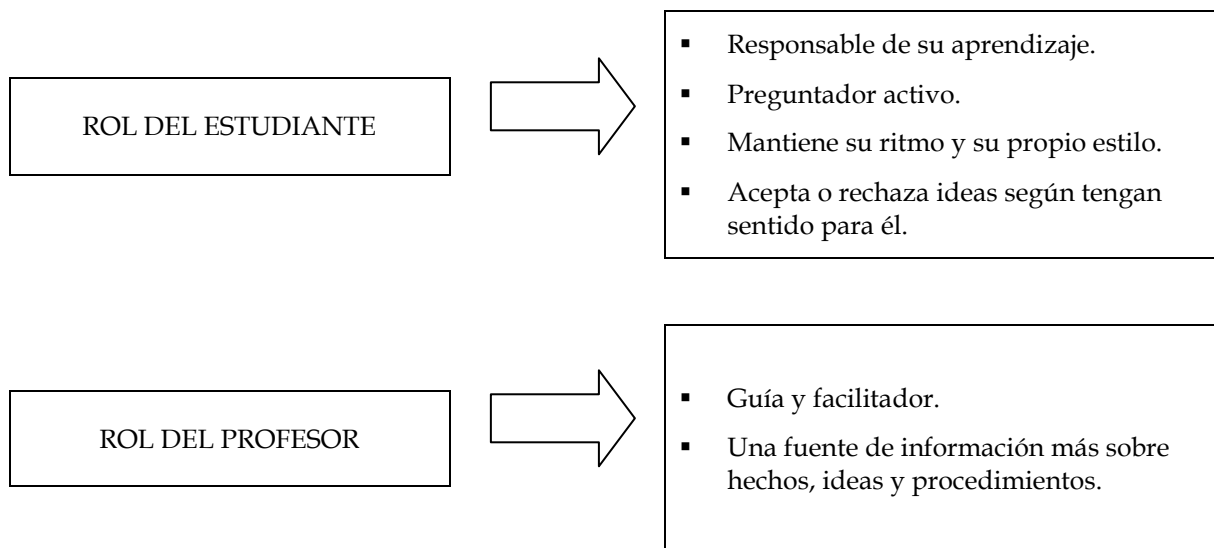 ROL DEL ESTUDIANTE
▪ Responsable de su aprendizaje.
▪ Preguntador activo.
▪ Mantiene su ritmo y su propio estilo.
▪ Acepta o rechaza ideas según tengan
sentido para él.
ROL DEL PROFESOR
▪ Guía y facilitador.
▪ Una fuente de información más sobre
hechos, ideas y procedimientos.